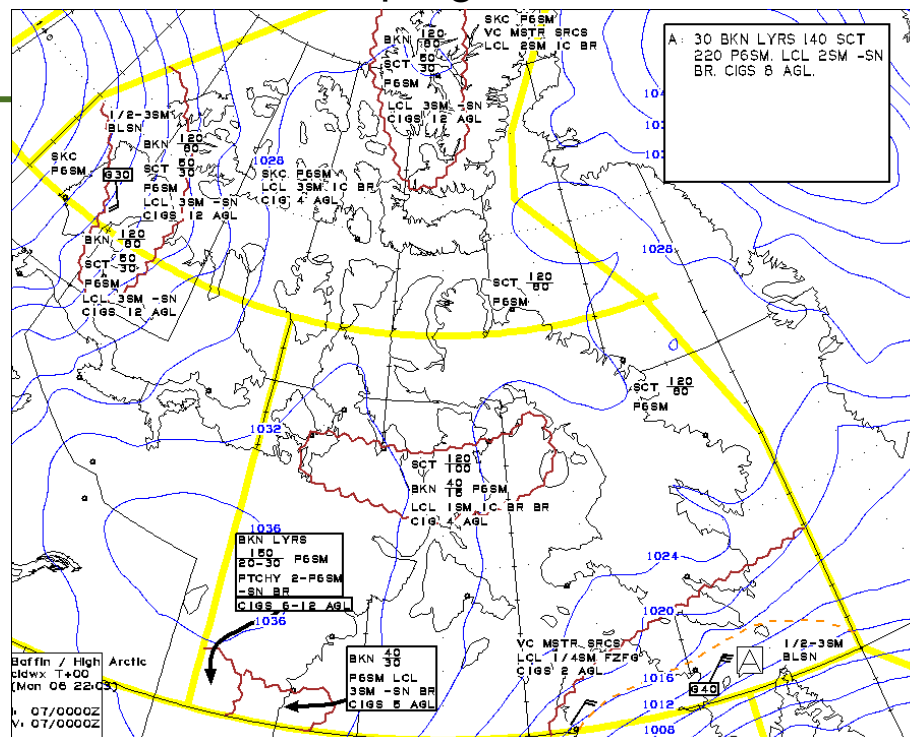 SKC P6SM
VC MSTR SRCS
LCL 2SM IC BR
A: 30 BKN LYRS 140 SCT
220 P6SM. LCL 2SM -SN
BR. CIGS 8 AGL.
BKN 120
80
SCT 50
30
P6SM
LCL 3SM -SN
CIGS 12 AGL
1/2-3SM
BLSN
BKN 120
80
SCT 50
30
P6SM
LCL 3SM -SN
CIGS 12 AGL
SKC
P6SM
G30
1028
SKC P6SM
LCL 3SM IC BR
CIG 4 AGL
BKN 120
80
SCT 50
30
P6SM
LCL 3SM -SN
CIGS 12 AGL
1028
SCT 120
80
P6SM
SCT 120
80
P6SM
1032
SCT 120
100
BKN 40
15 P6SM
LCL 1SM IC BR BR
CIG 4 AGL
1036
BKN LYRS
150
20-30 P6SM
PTCHY 2-P6SM
-SN BR
CIGS 6-12 AGL
1036
1024
1020
VC MSTR SRCS
LCL 1/4SM FZFG
CIGS 2 AGL
1/2-3SM
BLSN
A
G40
1016
1012
1008
BKN 40
30
P6SM LCL
3SM -SN BR
CIGS 5 AGL
Baffin / High Arctic
cldwx T+00
V: 07/0000Z